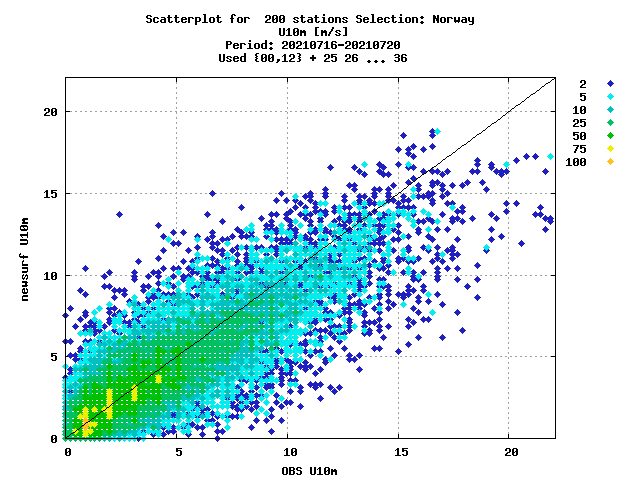 Scatterplot for  200 stations Selection: Norway
U10m [m/s]
Period: 20210716-20210720
Used {00,12} + 25 26 ... 36
2
5
10
25
50
75
100
20
15
10
5
0
newsurf U10m
0 5 10 15 20
OBS U10m